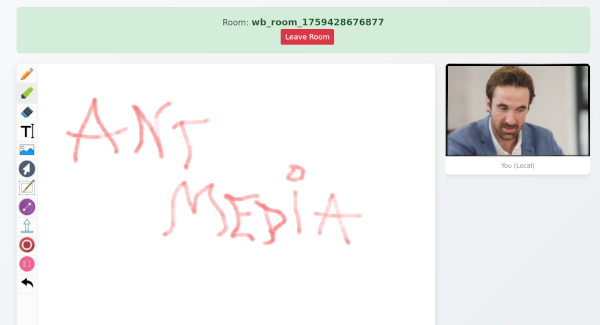 Room: wb_room_1759428676877
Leave Room
T
ANT
MEDiA
You (Local)